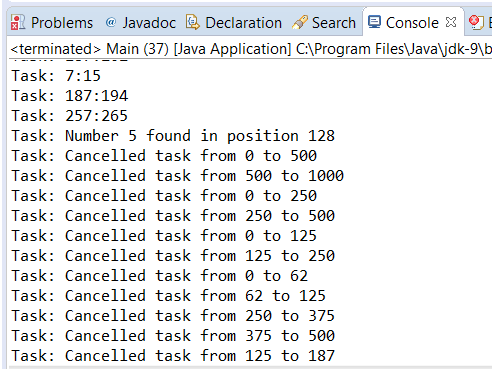 Problems @ Javadoc Declaration Search Console
<terminated> Main (37) [Java Application] C:\Program Files\Java\jdk-9\b
Task: 7:15
Task: 187:194
Task: 257:265
Task: Number 5 found in position 128
Task: Cancelled task from 0 to 500
Task: Cancelled task from 500 to 1000
Task: Cancelled task from 0 to 250
Task: Cancelled task from 250 to 500
Task: Cancelled task from 0 to 125
Task: Cancelled task from 125 to 250
Task: Cancelled task from 0 to 62
Task: Cancelled task from 62 to 125
Task: Cancelled task from 250 to 375
Task: Cancelled task from 375 to 500
Task: Cancelled task from 125 to 187